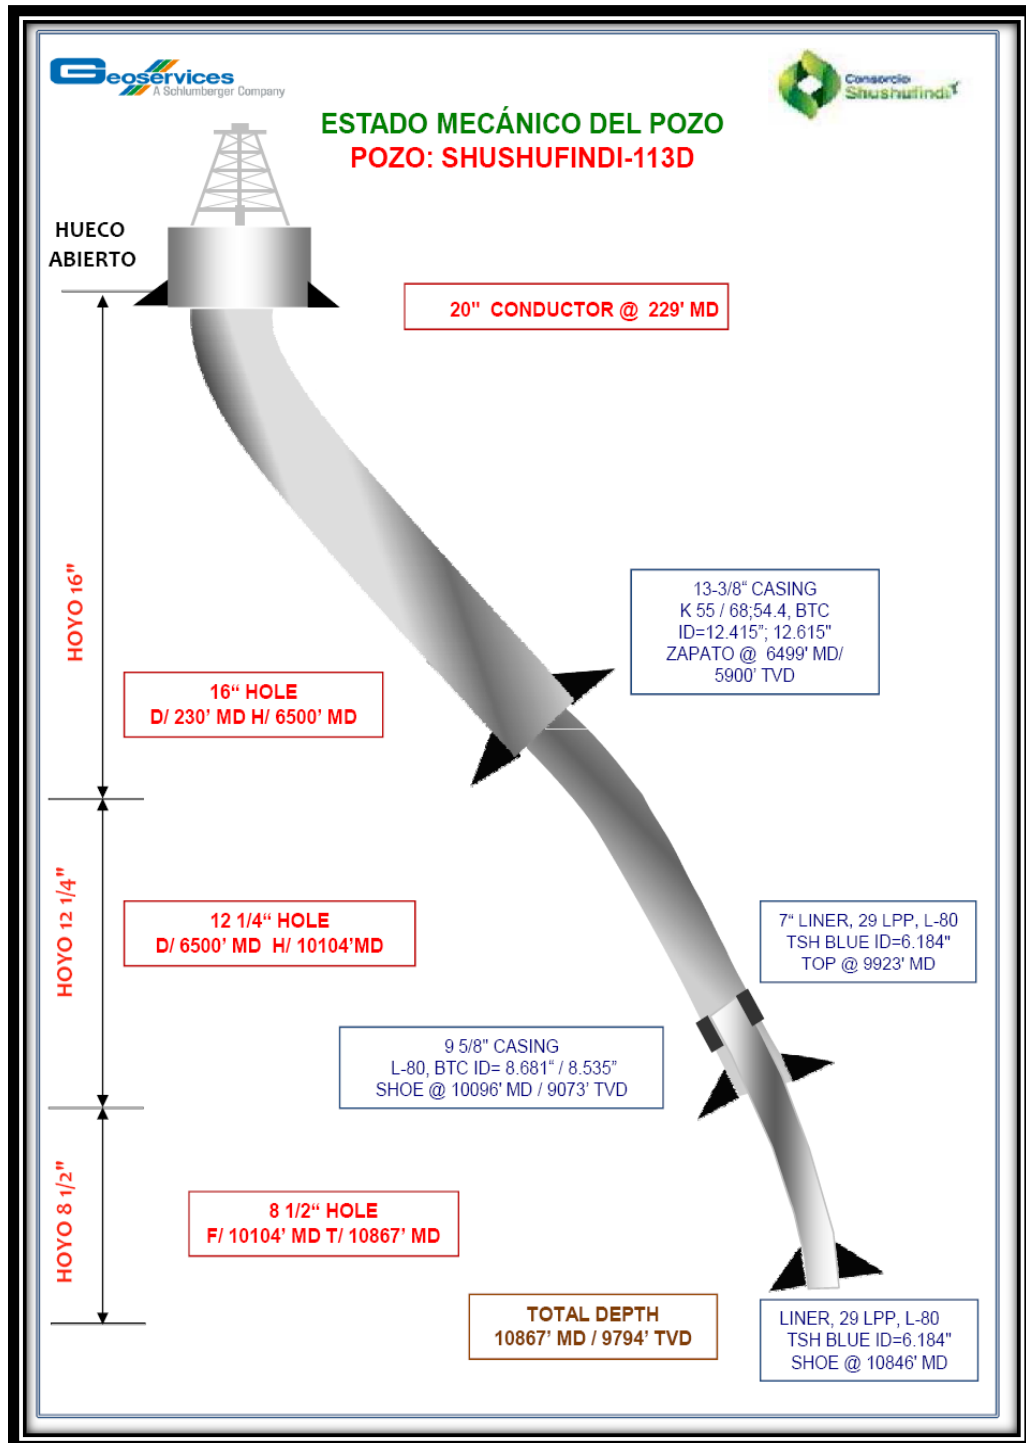 Geoservices
A Schlumberger Company
Consorcio
Shushufindi
ESTADO MECÁNICO DEL POZO
POZO: SHUSHUFINDI-113D
HUECO
ABIERTO
20" CONDUCTOR @ 229' MD
HOYO 16"
13-3/8“ CASING
K 55 / 68;54.4, BTC
ID=12.415”; 12.615"
ZAPATO @ 6499' MD/
5900’ TVD
16“ HOLE
D/ 230’ MD H/ 6500’ MD
HOYO 12 1/4"
12 1/4“ HOLE
D/ 6500’ MD H/ 10104’MD
7“ LINER, 29 LPP, L-80
TSH BLUE ID=6.184"
TOP @ 9923' MD
9 5/8" CASING
L-80, BTC ID= 8.681“ / 8.535”
SHOE @ 10096' MD / 9073’ TVD
HOYO 8 1/2"
8 1/2“ HOLE
F/ 10104’ MD T/ 10867’ MD
TOTAL DEPTH
10867’ MD / 9794’ TVD
LINER, 29 LPP, L-80
TSH BLUE ID=6.184"
SHOE @ 10846' MD